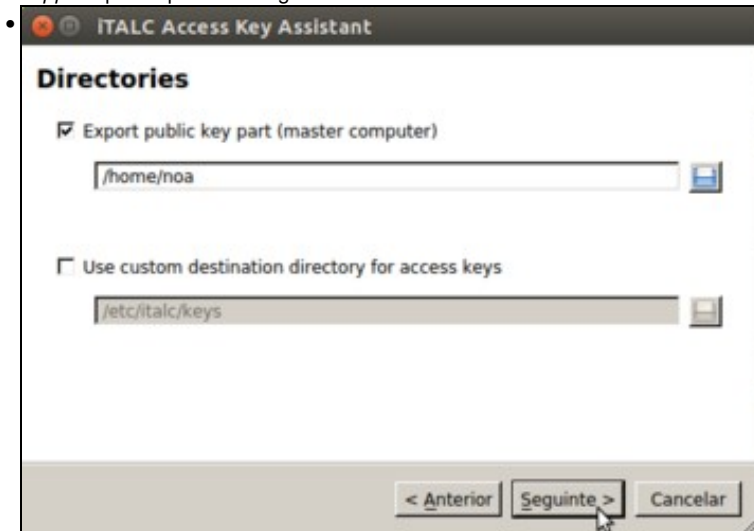 iTALC Access Key Assistant
Directories
Export public key part (master computer)
/home/noa
Use custom destination directory for access keys
/etc/italc/keys
< Anterior Seguinte > Cancelar